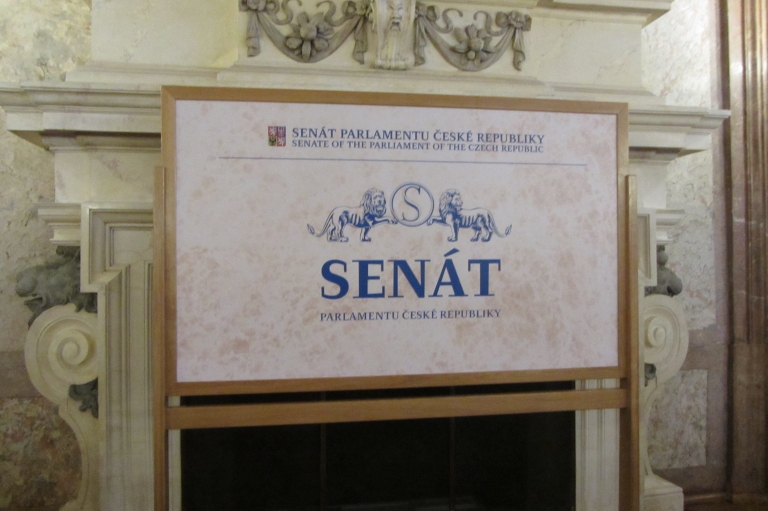 SENÁT PARLAMENTU ČESKÉ REPUBLIKY
SENATE OF THE PARLIAMENT OF THE CZECH REPUBLIC
S
SENÁT
PARLAMENTU ČESKÉ REPUBLIKY